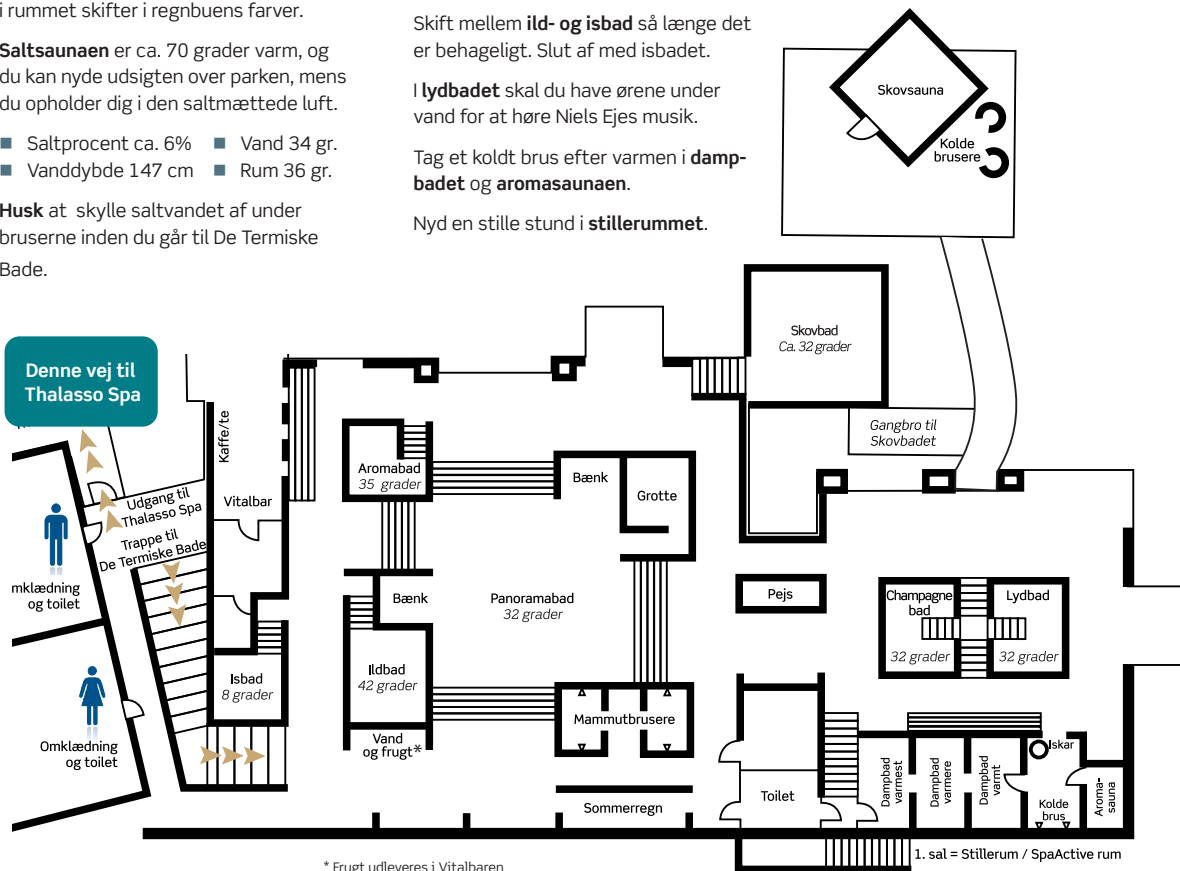 i rummet skifter i regnbuens farver.
Saltsaunaen er ca. 70 grader varm, og
du kan nyde udsigten over parken, mens
du opholder dig i den saltmættede luft.
■ Saltprocent ca. 6% ■ Vand 34 gr.
■ Vanddybde 147 cm ■ Rum 36 gr.
Husk at skylle saltvandet af under
bruserne inden du går til De Termiske
Bade.
Skift mellem ild- og isbad så længe det
er behageligt. Slut af med isbadet.
I lydbadet skal du have ørene under
vand for at høre Niels Ejes musik.
Tag et koldt brus efter varmen i damp-
badet og aromasaunaen.
Nyd en stille stund i stillerummet.
Skovsauna
Kolde
brusere
Skovbad
Ca. 32 grader
Gangbro til
Skovbadet
Denne vej til
Thalasso Spa
Kaffe/te
Vitalbar
Udgang til
Thalasso Spa
Trappe til
De Termiske Bade
mklædning
og toilet
Omklædning
og toilet
Isbad
8 grader
Aromabad
35 grader
Bænk
Grotte
Bænk
Panoramabad
32 grader
Ildbad
42 grader
Vand
og frugt*
Mammutbrusere
Sommerregn
Pejs
Champagne
bad
32 grader
Lydbad
32 grader
Toilet
Dampbad
varmest
Dampbad
varmere
Dampbad
varmt
Iskar
Kolde
brus
Aroma-
sauna
1. sal = Stillerum / SpaActive rum
* Frugt udleveres i Vitalbaren